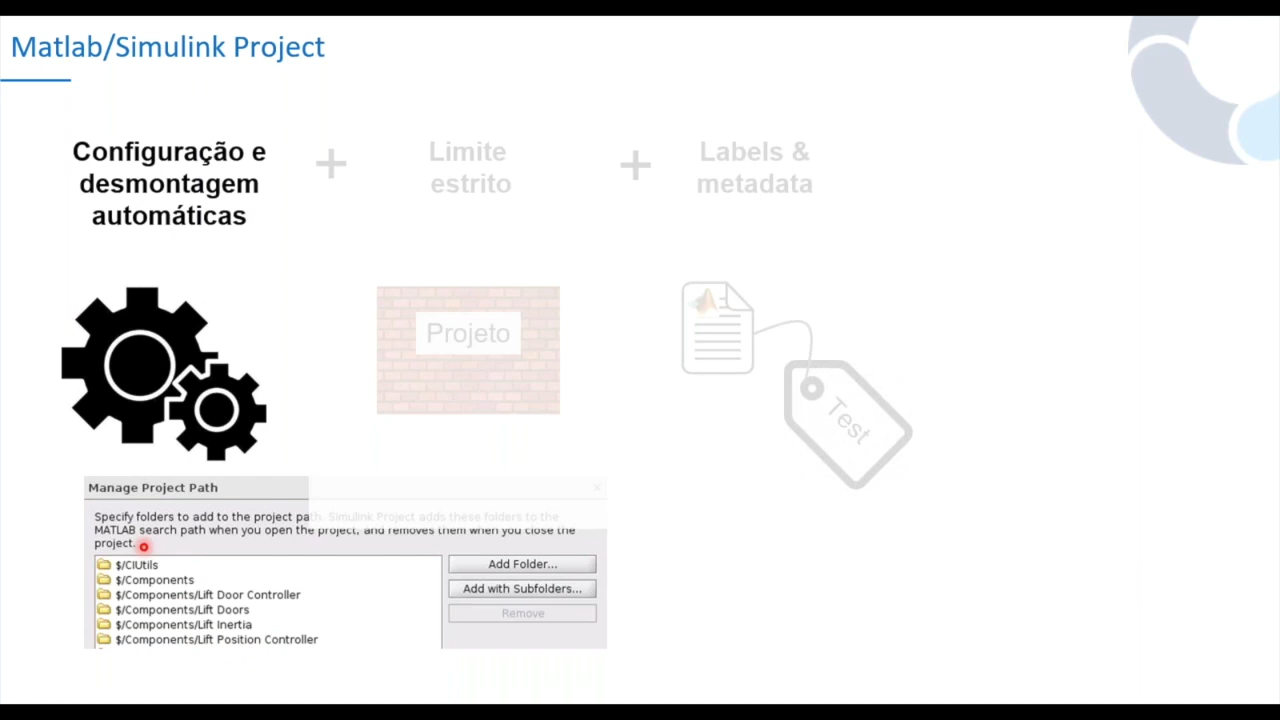 Matlab/Simulink Project
Configuração e
desmontagem
automáticas
+
Limite
estrito
+
Labels &
metadata
Projeto
Test
Manage Project Path
Specify folders to add to the project path. Simulink Project adds these folders to the
MATLAB search path when you open the project, and removes them when you close the
project.
$/CIUtils
$/Components
$/Components/Lift Door Controller
$/Components/Lift Doors
$/Components/Lift Inertia
$/Components/Lift Position Controller
Add Folder...
Add with Subfolders...
Remove